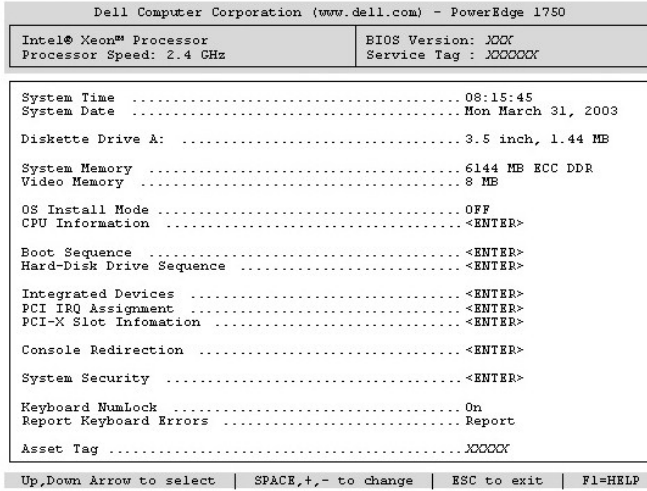 Dell Computer Corporation (www.dell.com) - PowerEdge 1750
Intel® Xeon™ Processor
Processor Speed: 2.4 GHz
BIOS Version: XXX
Service Tag : XXXXXX
System Time ........................................ 08:15:45
System Date ........................................ Mon March 31, 2003
Diskette Drive A: .................................... 3.5 inch, 1.44 MB
System Memory ....................................... 6144 MB ECC DDR
Video Memory ....................................... 8 MB
OS Install Mode ..................................... OFF
CPU Information .................................... <ENTER>
Boot Sequence ...................................... <ENTER>
Hard-Disk Drive Sequence ........................... <ENTER>
Integrated Devices ................................... <ENTER>
PCI IRQ Assignment ................................. <ENTER>
PCI-X Slot Infomation ............................... <ENTER>
Console Redirection ................................ <ENTER>
System Security .................................... <ENTER>
Keyboard NumLock ................................... On
Report Keyboard Errors .............................. Report
Asset Tag ........................................... XXXXX
Up,Down Arrow to select | SPACE,+,- to change | ESC to exit | F1=HELP